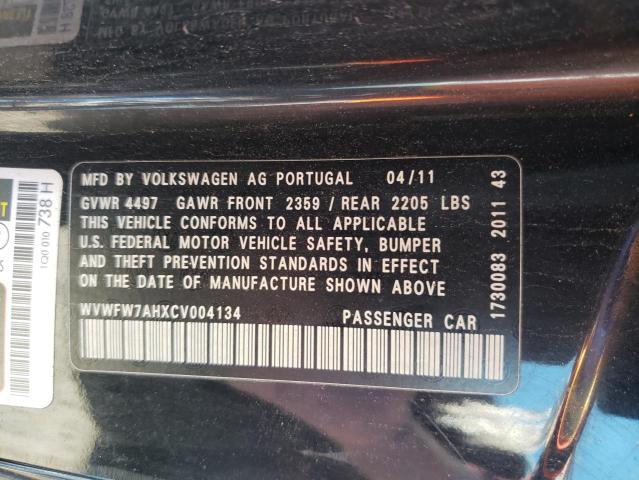 MFD BY VOLKSWAGEN AG PORTUGAL 04/11
GVWR 4497 GAWR FRONT 2359 / REAR 2205 LBS
THIS VEHICLE CONFORMS TO ALL APPLICABLE
U.S. FEDERAL MOTOR VEHICLE SAFETY, BUMPER
AND THEFT PREVENTION STANDARDS IN EFFECT
ON THE DATE OF MANUFACTURE SHOWN ABOVE.
WVWFW7AHXCV004134 PASSENGER CAR
1730083 2011 43
1Q0 010 738 H